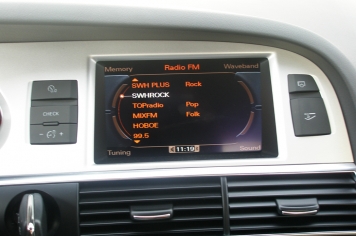 Memory Radio FM Waveband
SWH PLUS Rock
SWHROCK
TOPradio Pop
MIXFM Folk
HOBOE
99.5
Tuning 11:19 Sound
CHECK